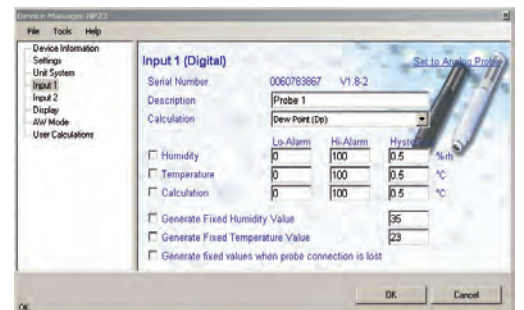 Device Manager HP23
File Tools Help
Device Information
Settings
Unit System
Input 1
Input 2
Display
AW Mode
User Calculations
Input 1 (Digital)
Set to Analog Probe
Serial Number 0060783867 V1.8-2
Description Probe 1
Calculation Dew Point (Dp)
Lo-Alarm Hi-Alarm
Humidity 0 100 0.5 %rh
Temperature 0 100 0.5 °C
Calculation 0 100 0.5 °C
Generate Fixed Humidity Value 35
Generate Fixed Temperature Value 23
Generate fixed values when probe connection is lost
OK Cancel
OK